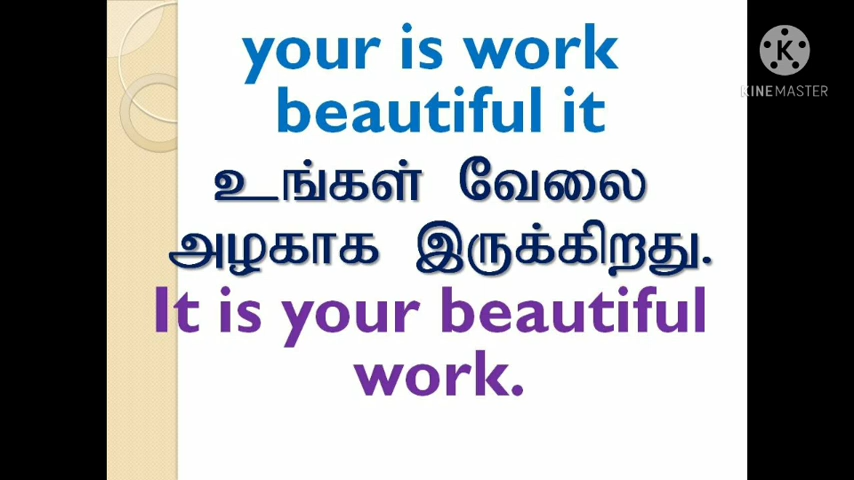 your is work
beautiful it
உங்கள் வேலை
அழகாக இருக்கிறது.
It is your beautiful
work.
K
KINEMASTER